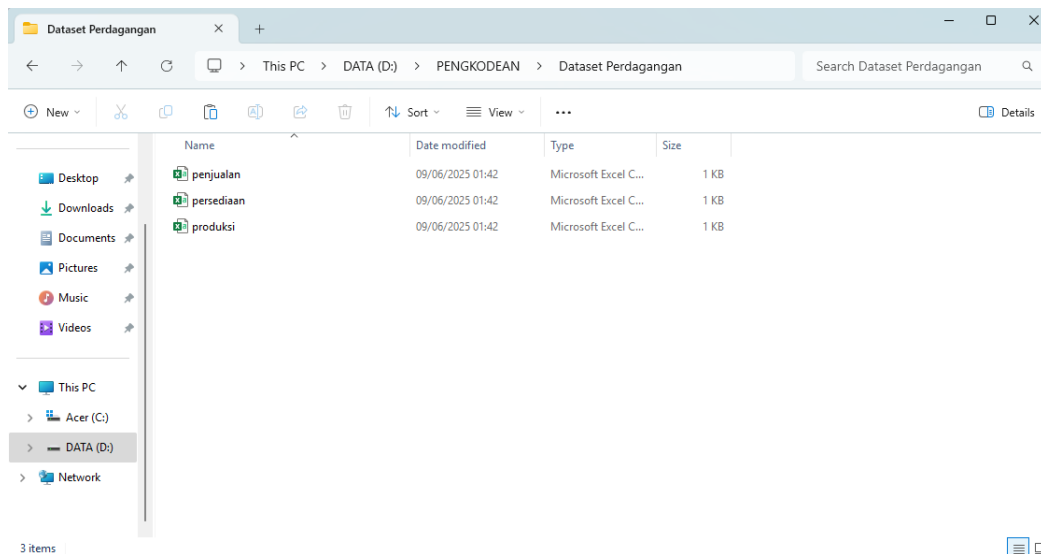 Dataset Perdagangan
This PC > DATA (D:) > PENGKODEAN > Dataset Perdagangan
Search Dataset Perdagangan
New
Sort
View
Details
Name Date modified Type Size
penjualan 09/06/2025 01:42 Microsoft Excel C... 1 KB
persediaan 09/06/2025 01:42 Microsoft Excel C... 1 KB
produksi 09/06/2025 01:42 Microsoft Excel C... 1 KB
Desktop
Downloads
Documents
Pictures
Music
Videos
This PC
Acer (C:)
DATA (D:)
Network
3 items